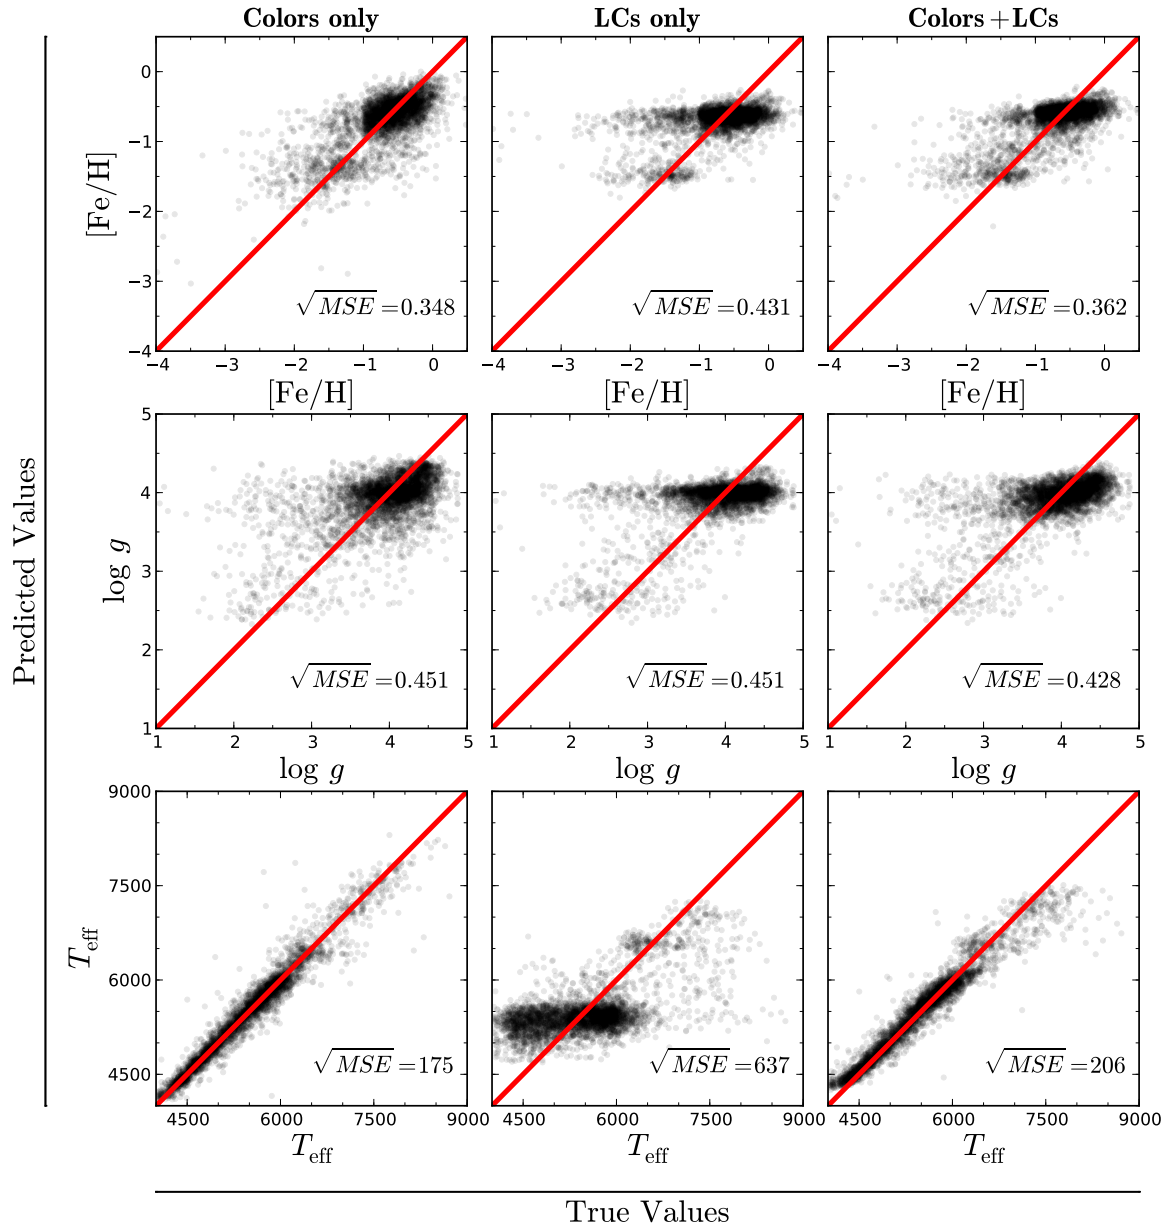 Colors only LCs only Colors+LCs
0
−1
−2
−3
−4
[Fe/H]
√MSE=0.348
√MSE=0.431
√MSE=0.362
−4 −3 −2 −1 0
−4 −3 −2 −1 0
−4 −3 −2 −1 0
[Fe/H] [Fe/H] [Fe/H]
5
4
3
2
1
log g
√MSE=0.451
√MSE=0.451
√MSE=0.428
1 2 3 4 5
1 2 3 4 5
1 2 3 4 5
log g log g log g
9000
7500
6000
4500
Teff
√MSE=175
√MSE=637
√MSE=206
4500 6000 7500 9000
4500 6000 7500 9000
4500 6000 7500 9000
Teff Teff Teff
Predicted Values
True Values